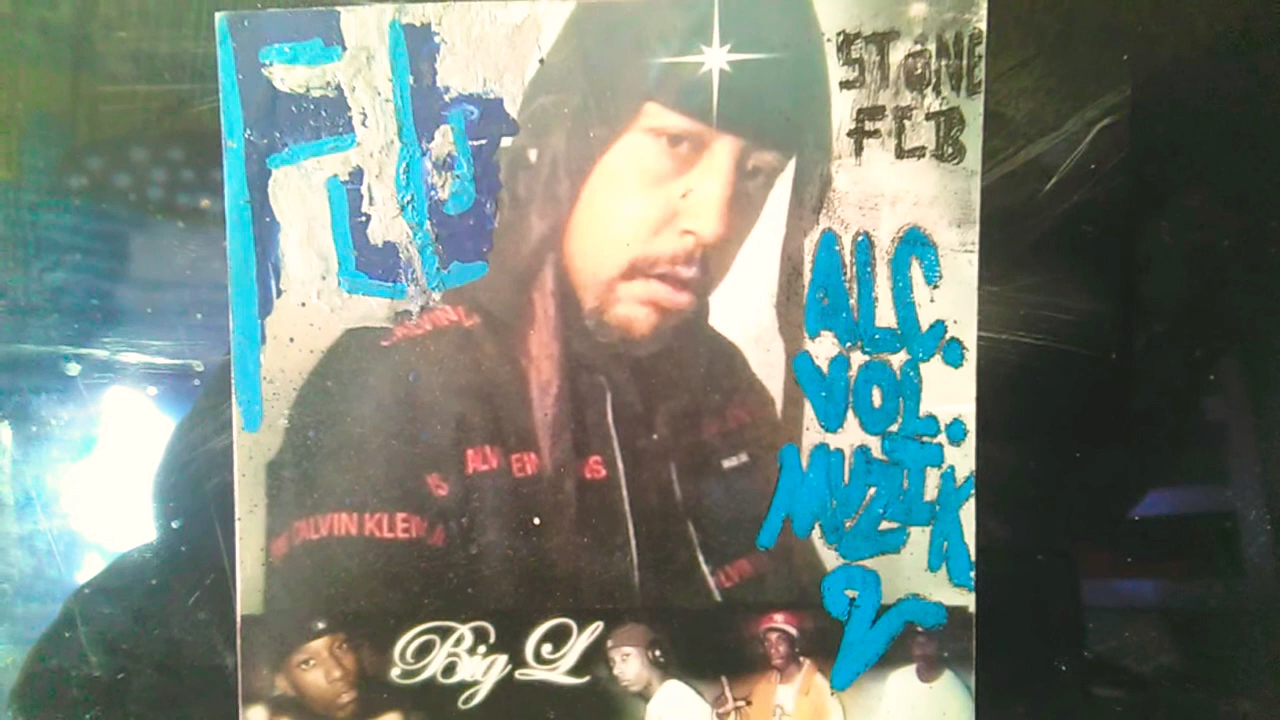 FLB
STONE
FLB
ALC.
VOL.
MUZIK
2
CALVIN KLEIN
Big L